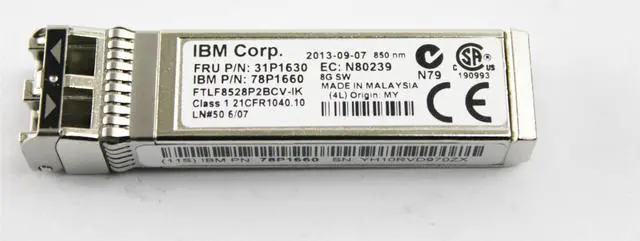 IBM Corp. 2013-09-07 850 nm
FRU P/N: 31P1630 EC: N80239
IBM P/N: 78P1660 8G SW
FTLF8528P2BCV-IK MADE IN MALAYSIA
Class 1 21CFR1040.10 (4L) Origin: MY
LN#50 6/07
N79
190993
(11S) IBM PN: 78P1660 SN: YH10RVD970ZX